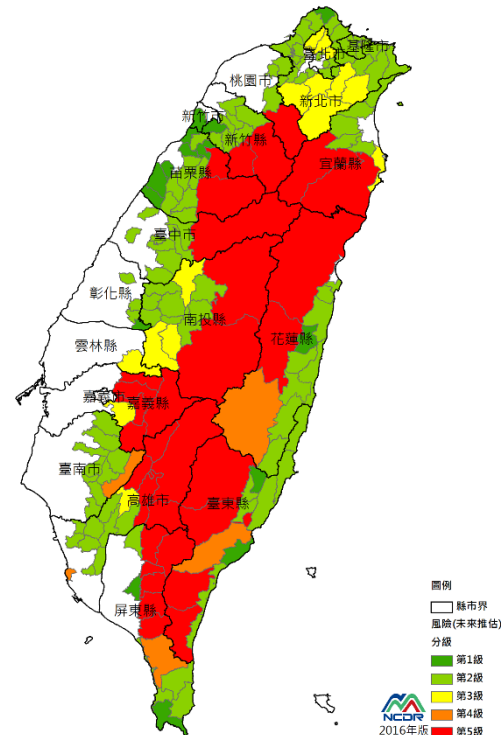 基隆市
臺北市
桃園市
新北市
新竹市
新竹縣
宜蘭縣
苗栗縣
臺中市
彰化縣
南投縣
雲林縣
花蓮縣
嘉義市
嘉義縣
臺南市
高雄市
臺東縣
屏東縣
圖例
縣市界
風險(未來推估)
分級
第1級
第2級
第3級
第4級
第5級
NCDR
2016年版